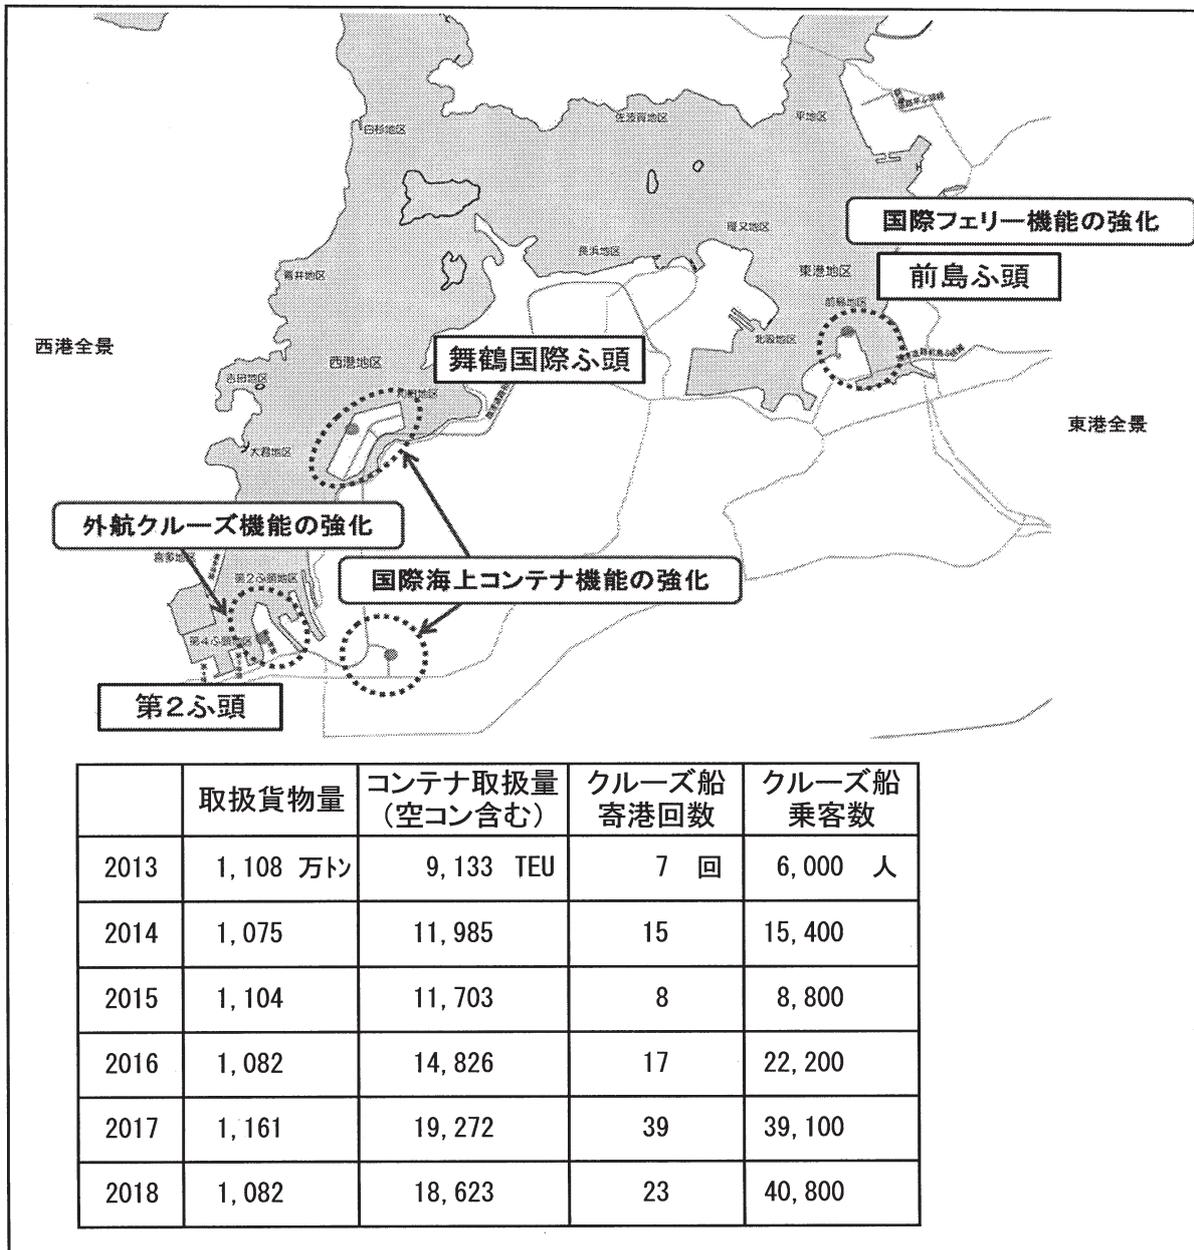 白杉地区
佐波賀地区
平地区
国際フェリー機能の強化
雁又地区
長浜地区
東港地区
前島ふ頭
青井地区
前島地区
北吸地区
西港全景
舞鶴国際ふ頭
西港地区
吉田地区
和田地区
東港全景
大君地区
外航クルーズ機能の強化
喜多地区
第2ふ頭地区
国際海上コンテナ機能の強化
第4ふ頭地区
第2ふ頭
取扱貨物量 コンテナ取扱量 クルーズ船 クルーズ船
(空コン含む) 寄港回数 乗客数
2013 1,108 万トン 9,133 TEU 7 回 6,000 人
2014 1,075 11,985 15 15,400
2015 1,104 11,703 8 8,800
2016 1,082 14,826 17 22,200
2017 1,161 19,272 39 39,100
2018 1,082 18,623 23 40,800